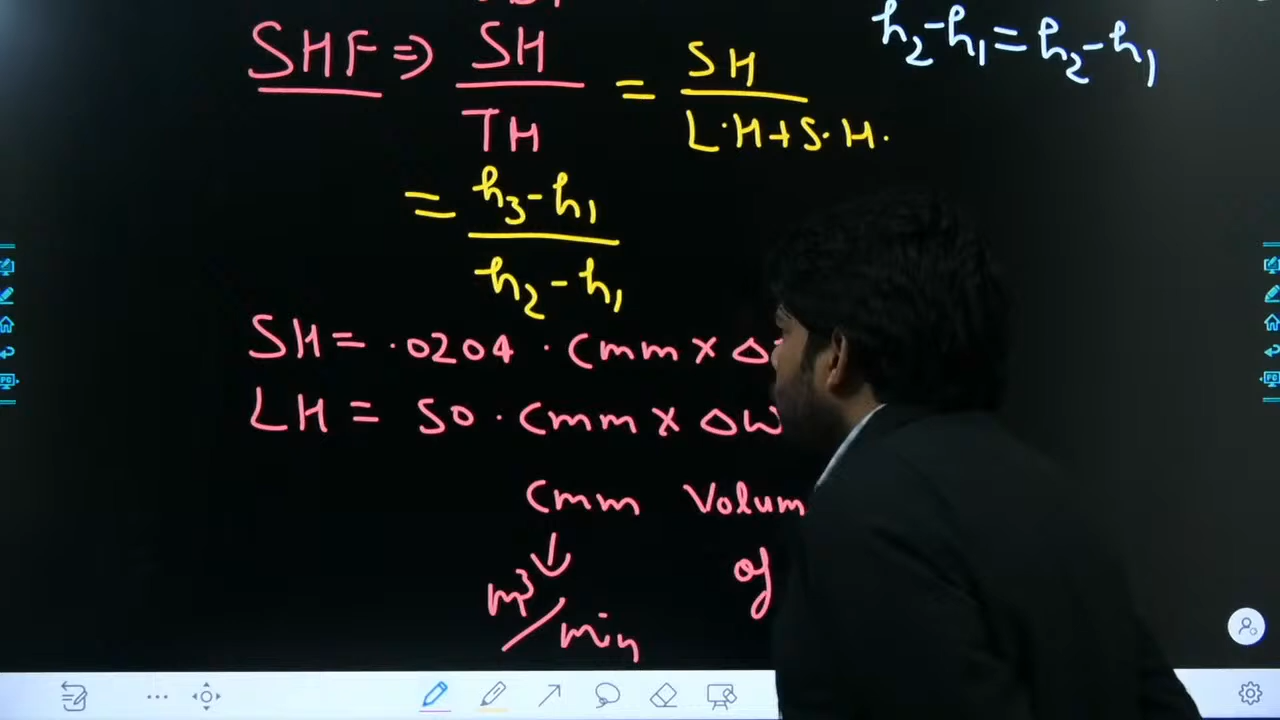 h₂-h₁=h₂-h₁
SHF ⇒ SH/TH = SH/L.H+S.H.
= h₃-h₁/h₂-h₁
SH = .0204 . Cmm × Δ
LH = 50 . Cmm × Δw
Cmm Volum
↓ of
m³/min